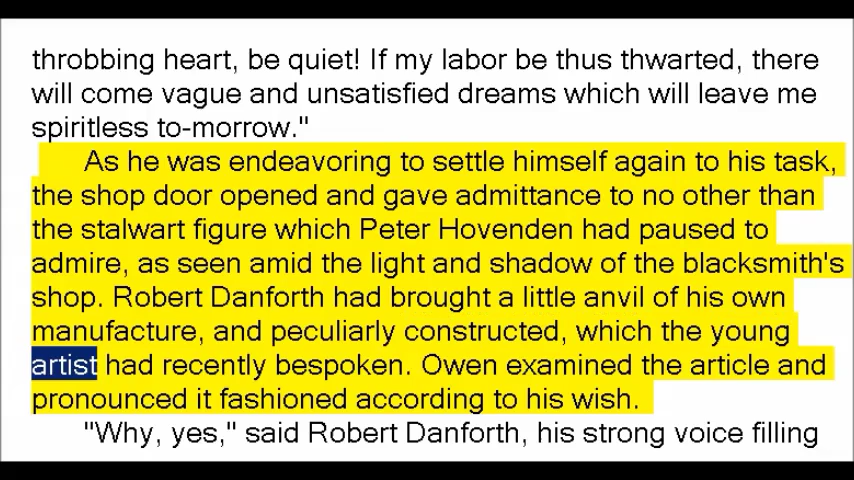 throbbing heart, be quiet! If my labor be thus thwarted, there
will come vague and unsatisfied dreams which will leave me
spiritless to-morrow."
As he was endeavoring to settle himself again to his task,
the shop door opened and gave admittance to no other than
the stalwart figure which Peter Hovenden had paused to
admire, as seen amid the light and shadow of the blacksmith's
shop. Robert Danforth had brought a little anvil of his own
manufacture, and peculiarly constructed, which the young
artist had recently bespoken. Owen examined the article and
pronounced it fashioned according to his wish.
"Why, yes," said Robert Danforth, his strong voice filling